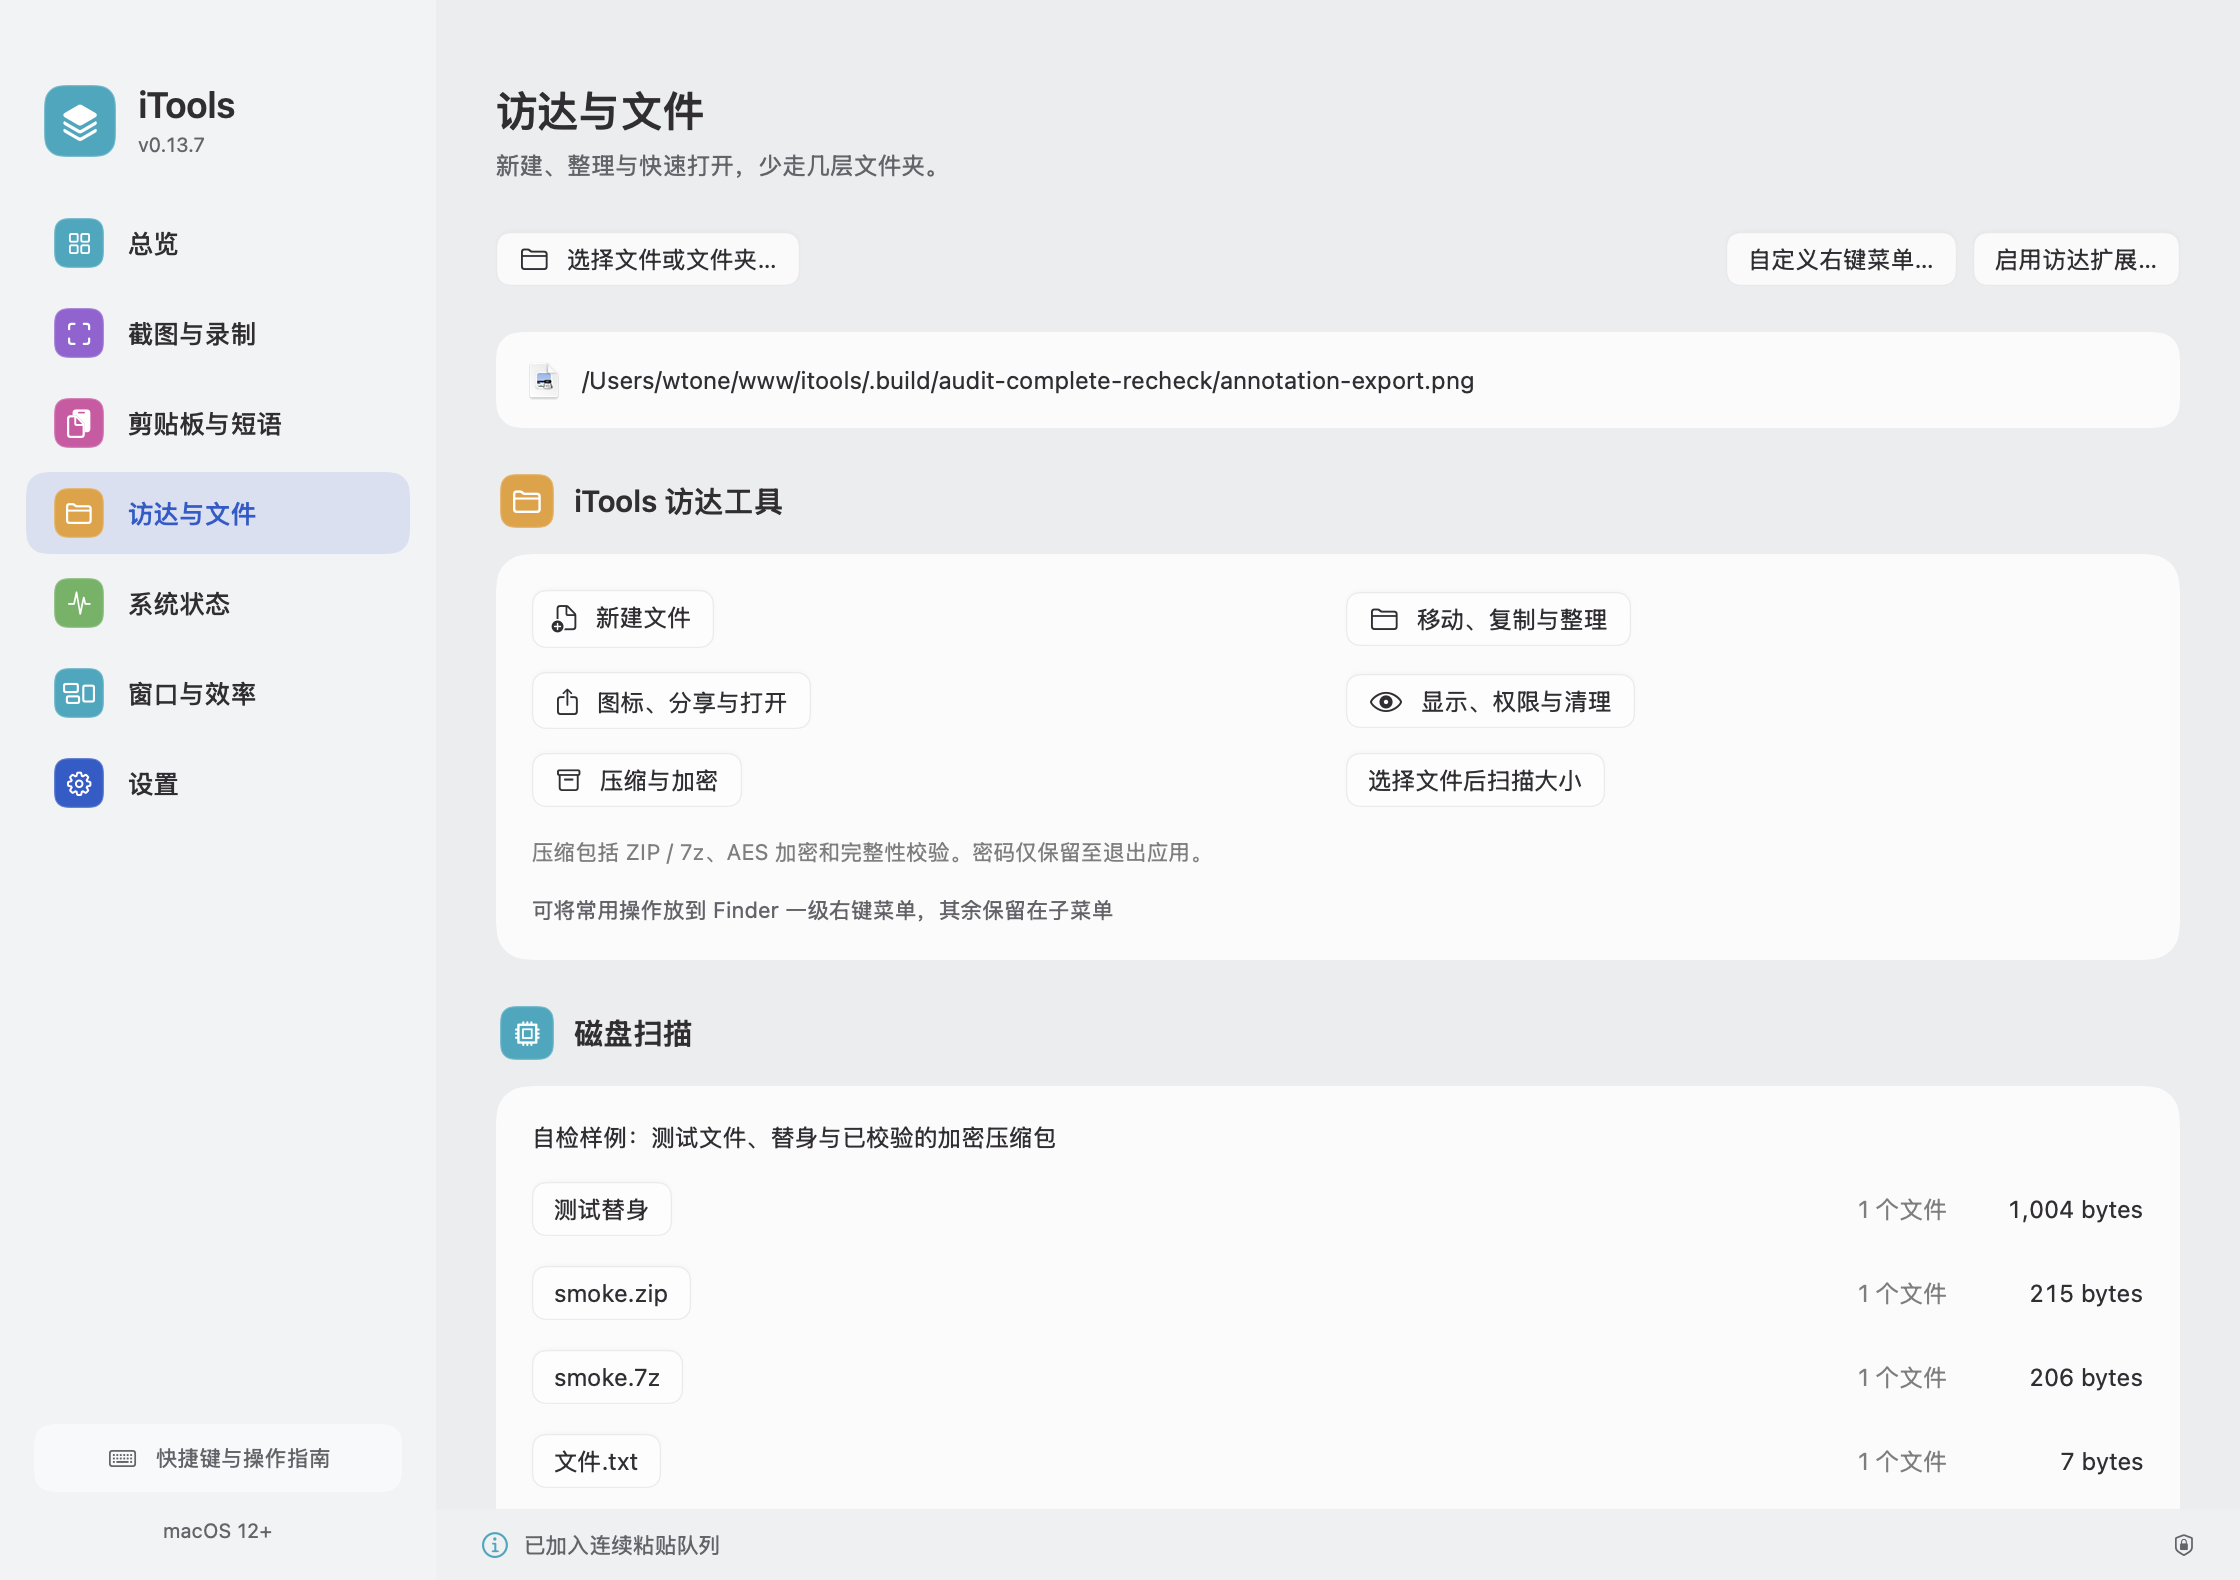 iTools
v0.13.7
总览
截图与录制
剪贴板与短语
访达与文件
系统状态
窗口与效率
设置
快捷键与操作指南
macOS 12+
访达与文件
新建、整理与快速打开，少走几层文件夹。
选择文件或文件夹...
自定义右键菜单...
启用访达扩展...
/Users/wtone/www/itools/.build/audit-complete-recheck/annotation-export.png
iTools 访达工具
新建文件
移动、复制与整理
图标、分享与打开
显示、权限与清理
压缩与加密
选择文件后扫描大小
压缩包括 ZIP / 7z、AES 加密和完整性校验。密码仅保留至退出应用。
可将常用操作放到 Finder 一级右键菜单，其余保留在子菜单
磁盘扫描
自检样例：测试文件、替身与已校验的加密压缩包
测试替身 1 个文件 1,004 bytes
smoke.zip 1 个文件 215 bytes
smoke.7z 1 个文件 206 bytes
文件.txt 1 个文件 7 bytes
已加入连续粘贴队列